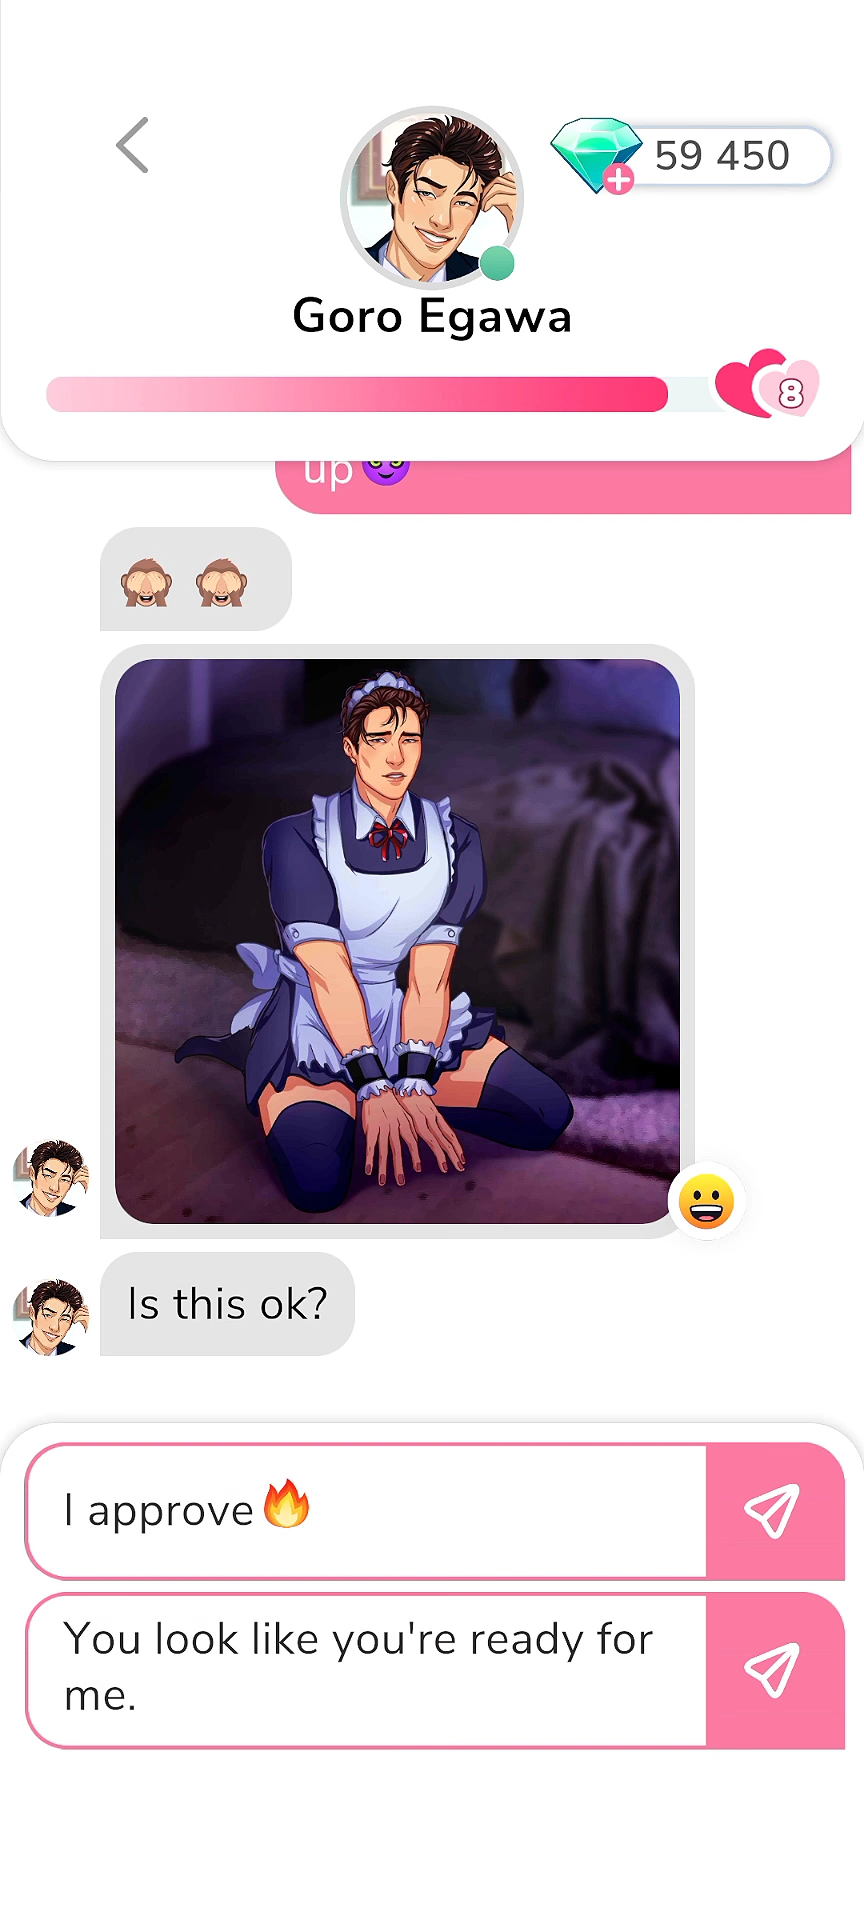 59 450
Goro Egawa
8
up😈
🙈 🙈
Is this ok?
I approve🔥
You look like you're ready for
me.